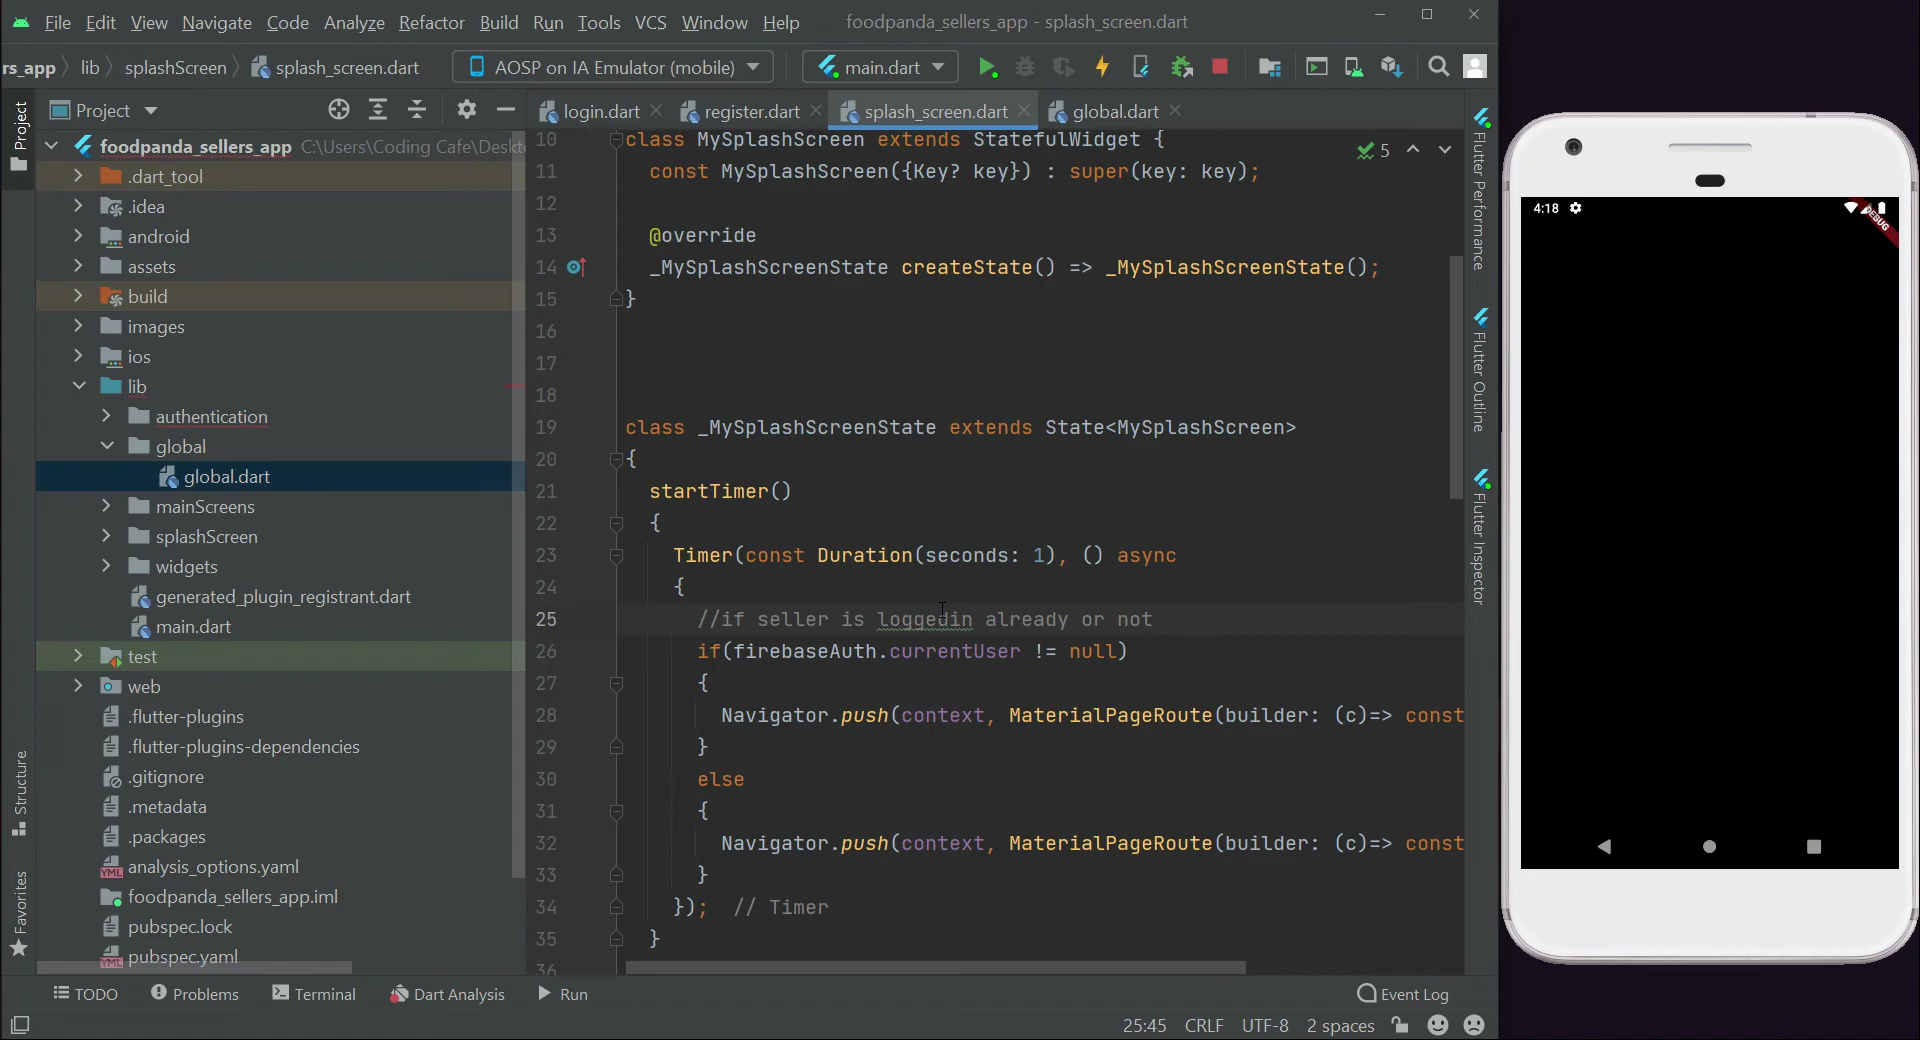 File Edit View Navigate Code Analyze Refactor Build Run Tools VCS Window Help foodpanda_sellers_app - splash_screen.dart
rs_app lib splashScreen splash_screen.dart AOSP on IA Emulator (mobile) main.dart
Project
login.dart register.dart splash_screen.dart global.dart
foodpanda_sellers_app C:\Users\Coding Cafe\Deskt
.dart_tool
.idea
android
assets
build
images
ios
lib
authentication
global
global.dart
mainScreens
splashScreen
widgets
generated_plugin_registrant.dart
main.dart
test
web
.flutter-plugins
.flutter-plugins-dependencies
.gitignore
.metadata
.packages
analysis_options.yaml
foodpanda_sellers_app.iml
pubspec.lock
pubspec.yaml
Project
Structure
Favorites
10 class MySplashScreen extends StatefulWidget {
5
11 const MySplashScreen({Key? key}) : super(key: key);
12
13 @override
14 _MySplashScreenState createState() => _MySplashScreenState();
15 }
16
17
18
19 class _MySplashScreenState extends State<MySplashScreen>
20 {
21 startTimer()
22 {
23 Timer(const Duration(seconds: 1), () async
24 {
25 //if seller is loggedin already or not
26 if(firebaseAuth.currentUser != null)
27 {
28 Navigator.push(context, MaterialPageRoute(builder: (c)=> const
29 }
30 else
31 {
32 Navigator.push(context, MaterialPageRoute(builder: (c)=> const
33 }
34 }); // Timer
35 }
36
Flutter Performance
Flutter Outline
Flutter Inspector
4:18
DEBUG
TODO Problems Terminal Dart Analysis Run Event Log
25:45 CRLF UTF-8 2 spaces